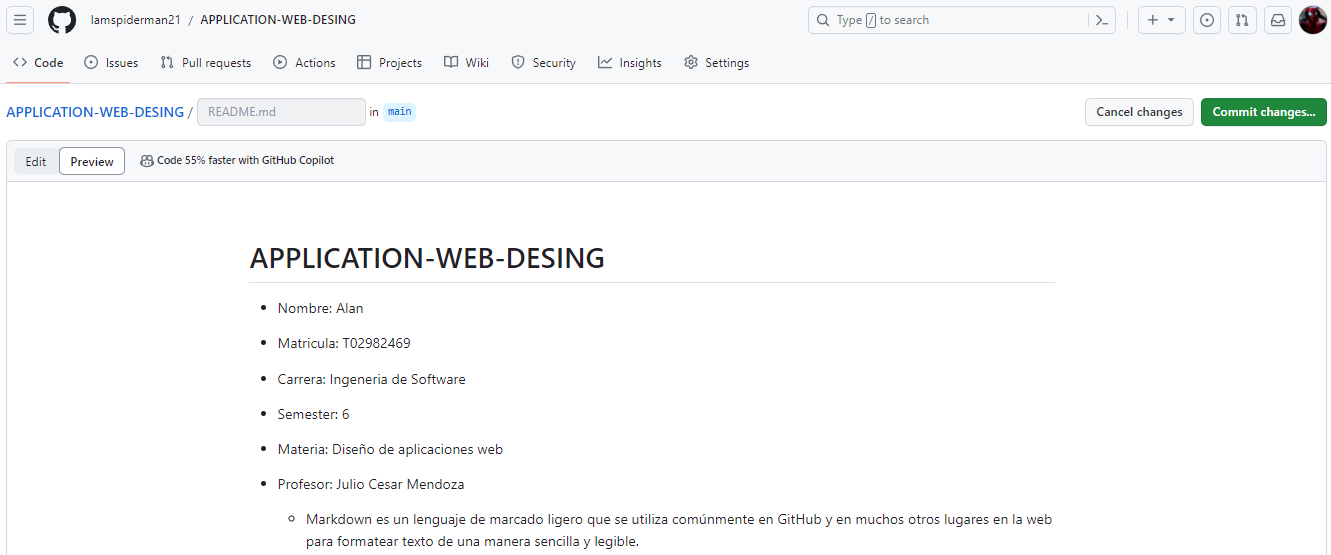 Iamspiderman21 / APPLICATION-WEB-DESING
Type / to search
Code Issues Pull requests Actions Projects Wiki Security Insights Settings
APPLICATION-WEB-DESING / README.md in main
Cancel changes Commit changes...
Edit Preview Code 55% faster with GitHub Copilot
APPLICATION-WEB-DESING
Nombre: Alan
Matricula: T02982469
Carrera: Ingeneria de Software
Semester: 6
Materia: Diseño de aplicaciones web
Profesor: Julio Cesar Mendoza
Markdown es un lenguaje de marcado ligero que se utiliza comúnmente en GitHub y en muchos otros lugares en la web
para formatear texto de una manera sencilla y legible.